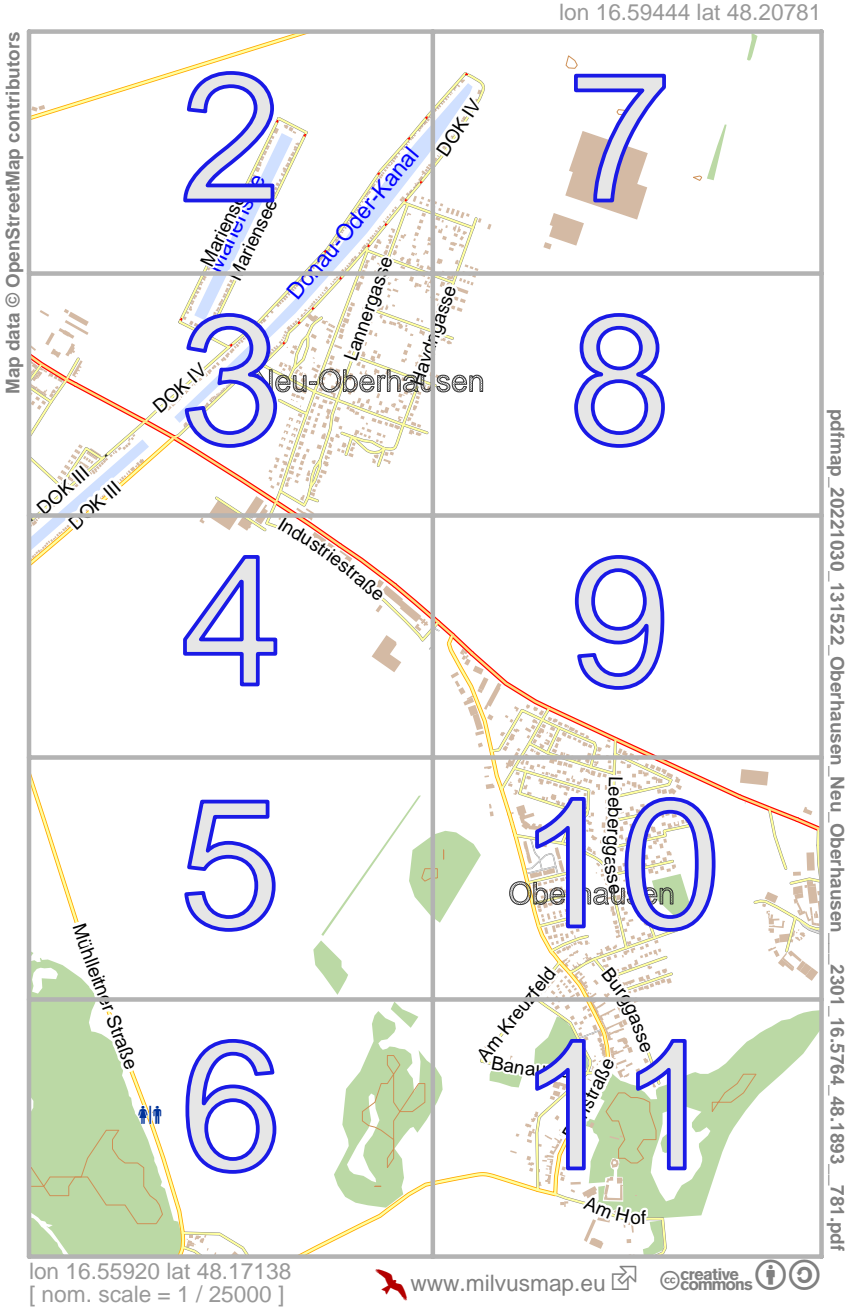 lon 16.59444 lat 48.20781
Map data © OpenStreetMap contributors
2
7
DOK IV
Donau-Oder-Kanal
Mariensee
Mariensee
Lannergasse
Haydngasse
3
8
Neu-Oberhausen
DOK IV
DOK III
DOK III
Industriestraße
4
9
pdfmap_20221030_131522_Oberhausen_Neu_Oberhausen___2301_16.5764_48.1893__781.pdf
5
10
Leeberggasse
Oberhausen
Mühlleitner Straße
Am Kreuzfeld
Burggasse
6
11
Am Hof
lon 16.55920 lat 48.17138
[ nom. scale = 1 / 25000 ]
www.milvusmap.eu
cc creative commons